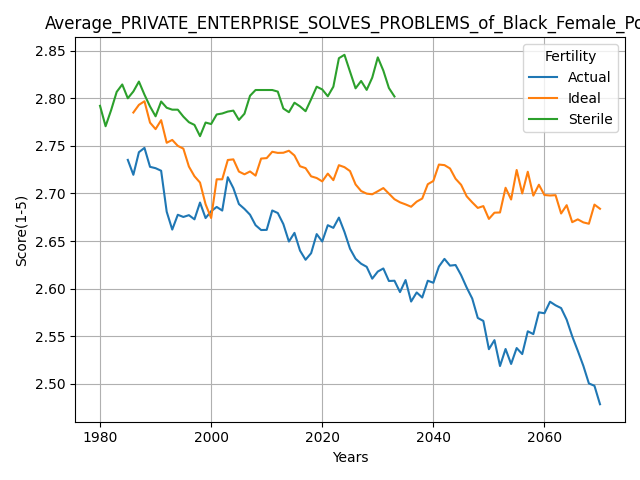 Average_PRIVATE_ENTERPRISE_SOLVES_PROBLEMS_of_Black_Female_Po
Fertility
Actual
Ideal
Sterile
2.85
2.80
2.75
2.70
2.65
2.60
2.55
2.50
Score(1-5)
1980 2000 2020 2040 2060
Years